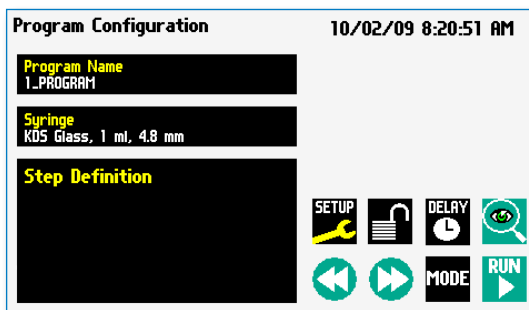 Program Configuration
10/02/09 8:20:51 AM
Program Name
1_PROGRAM
Syringe
KDS Glass, 1 ml, 4.8 mm
Step Definition
SETUP
DELAY
MODE
RUN